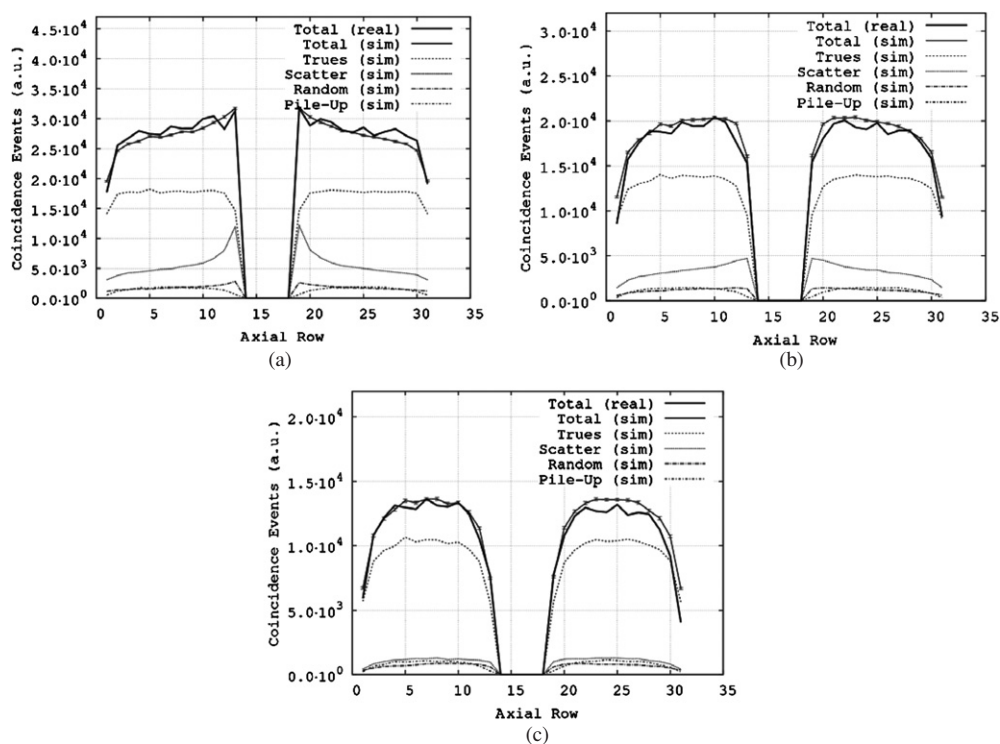 Coincidence Events (a.u.)
4.5·10⁴
4.0·10⁴
3.5·10⁴
3.0·10⁴
2.5·10⁴
2.0·10⁴
1.5·10⁴
1.0·10⁴
5.0·10³
0.0·10⁰
Total (real)
Total (sim)
Trues (sim)
Scatter (sim)
Random (sim)
Pile-Up (sim)
0 5 10 15 20 25 30 35
Axial Row
(a)
Coincidence Events (a.u.)
3.0·10⁴
2.5·10⁴
2.0·10⁴
1.5·10⁴
1.0·10⁴
5.0·10³
0.0·10⁰
Total (real)
Total (sim)
Trues (sim)
Scatter (sim)
Random (sim)
Pile-Up (sim)
0 5 10 15 20 25 30 35
Axial Row
(b)
Coincidence Events (a.u.)
2.0·10⁴
1.5·10⁴
1.0·10⁴
5.0·10³
0.0·10⁰
Total (real)
Total (sim)
Trues (sim)
Scatter (sim)
Random (sim)
Pile-Up (sim)
0 5 10 15 20 25 30 35
Axial Row
(c)